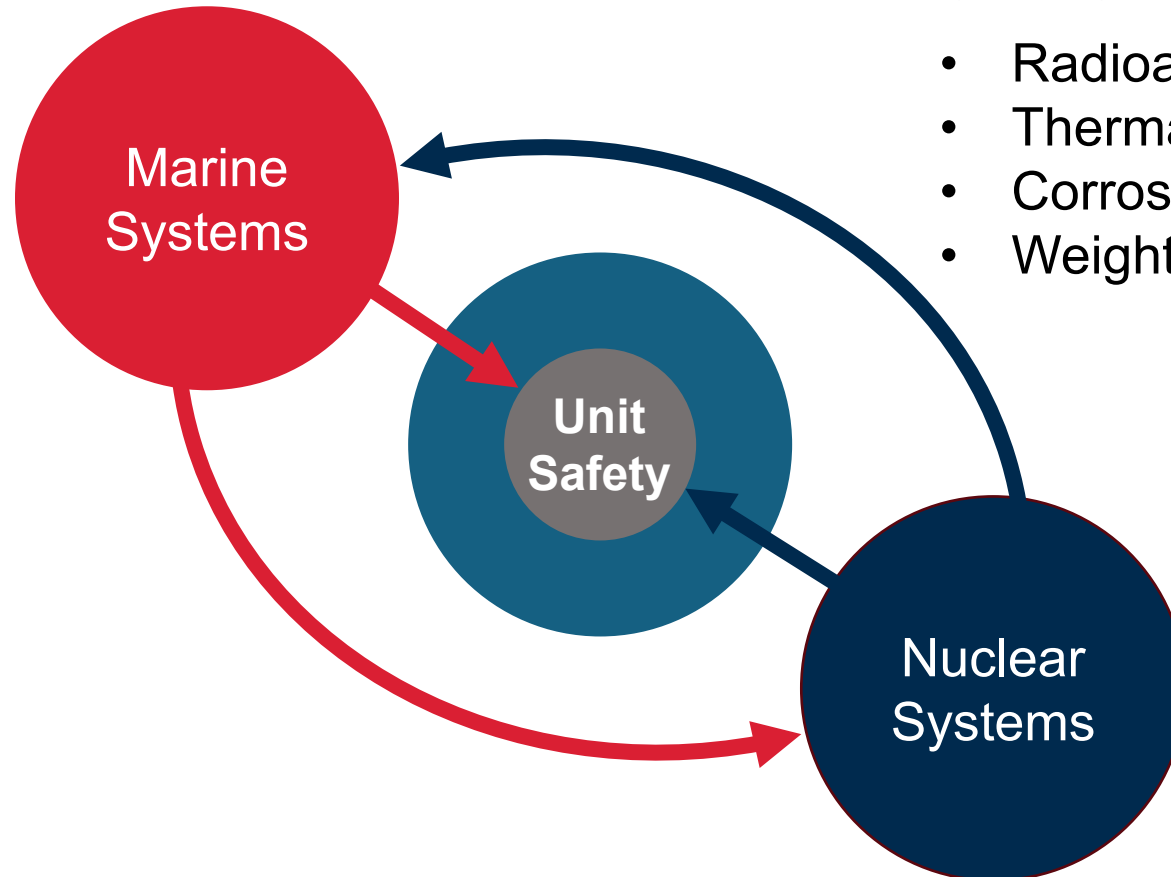 Marine
Systems
• Radioa
• Therma
• Corros
• Weight
Unit
Safety
Nuclear
Systems